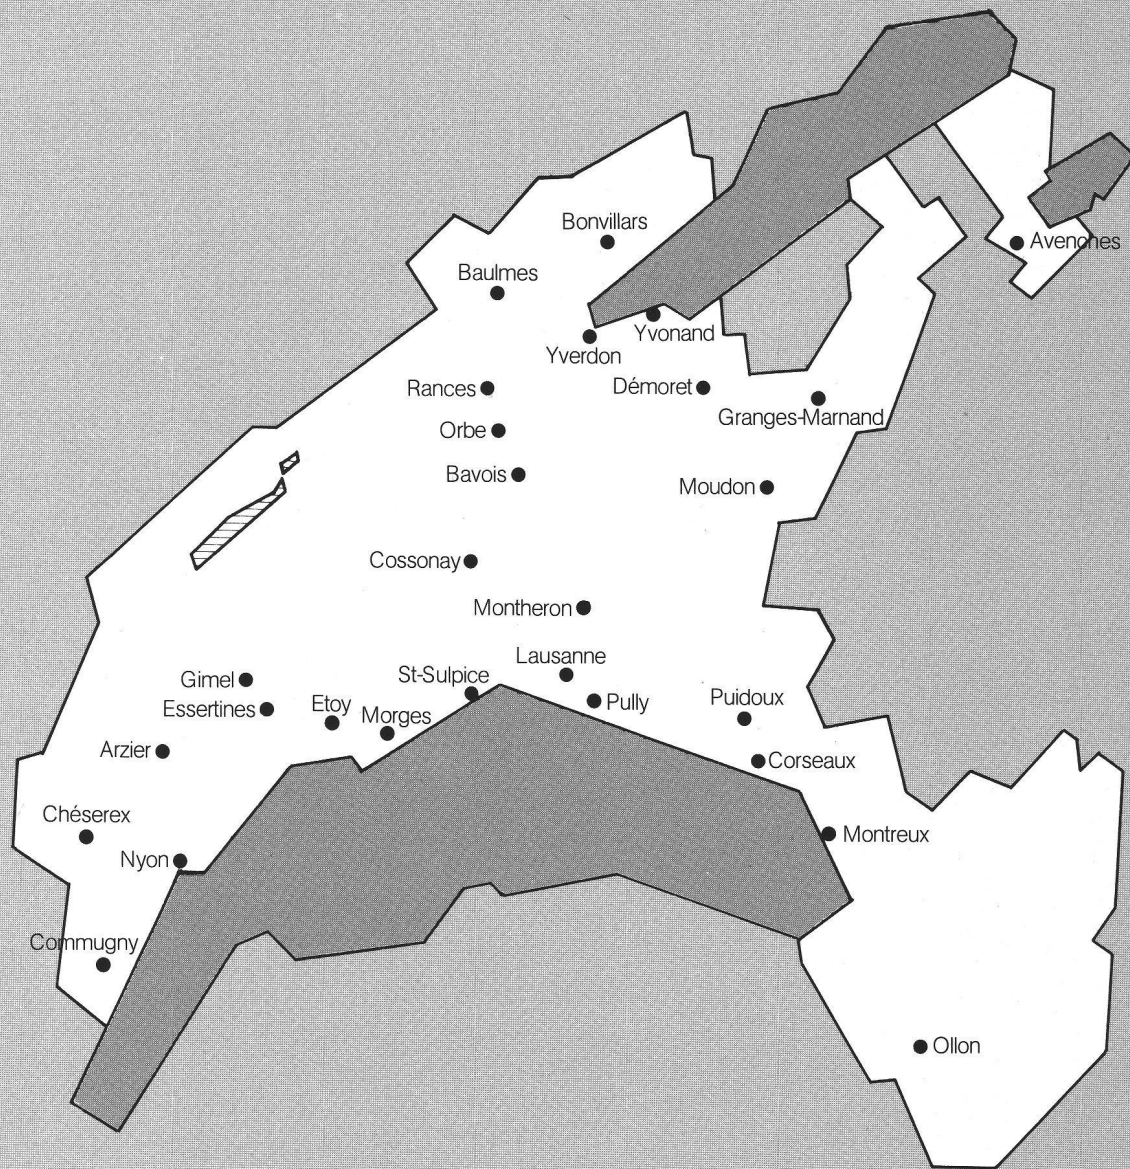 Bonvillars
Avenches
Baulmes
Yvonand
Yverdon
Rances
Démoret
Granges-Marnand
Orbe
Bavois
Moudon
Cossonay
Montheron
Lausanne
St-Sulpice
Gimel
Puidoux
Essertines
Etoy
Pully
Morges
Arzier
Corseaux
Chéserex
Montreux
Nyon
Commugny
Ollon